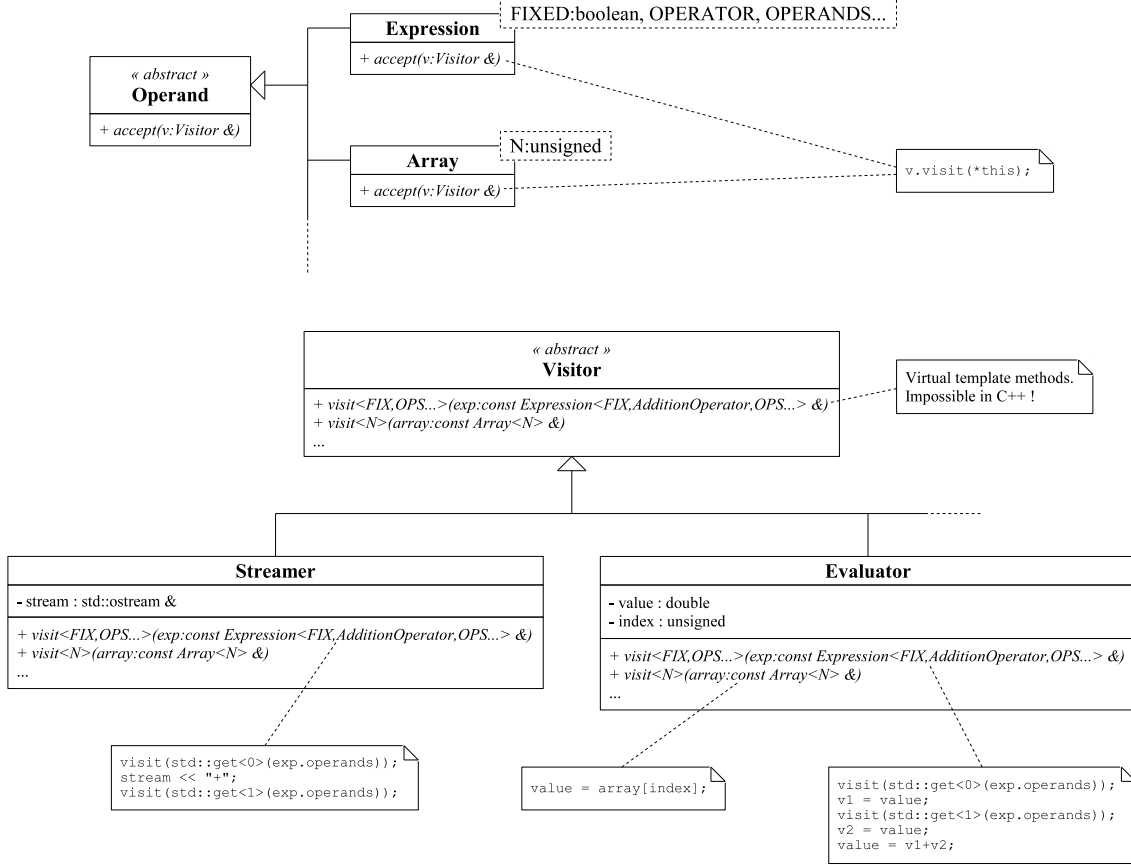 FIXED:boolean, OPERATOR, OPERANDS...
Expression
+ accept(v:Visitor &)
« abstract »
Operand
+ accept(v:Visitor &)
N:unsigned
Array
+ accept(v:Visitor &)
v.visit(*this);
« abstract »
Visitor
+ visit<FIX,OPS...>(exp:const Expression<FIX,AdditionOperator,OPS...> &)
+ visit<N>(array:const Array<N> &)
...
Virtual template methods.
Impossible in C++ !
Streamer
- stream : std::ostream &
+ visit<FIX,OPS...>(exp:const Expression<FIX,AdditionOperator,OPS...> &)
+ visit<N>(array:const Array<N> &)
...
Evaluator
- value : double
- index : unsigned
+ visit<FIX,OPS...>(exp:const Expression<FIX,AdditionOperator,OPS...> &)
+ visit<N>(array:const Array<N> &)
...
visit(std::get<0>(exp.operands));
stream << "+";
visit(std::get<1>(exp.operands));
value = array[index];
visit(std::get<0>(exp.operands));
v1 = value;
visit(std::get<1>(exp.operands));
v2 = value;
value = v1+v2;